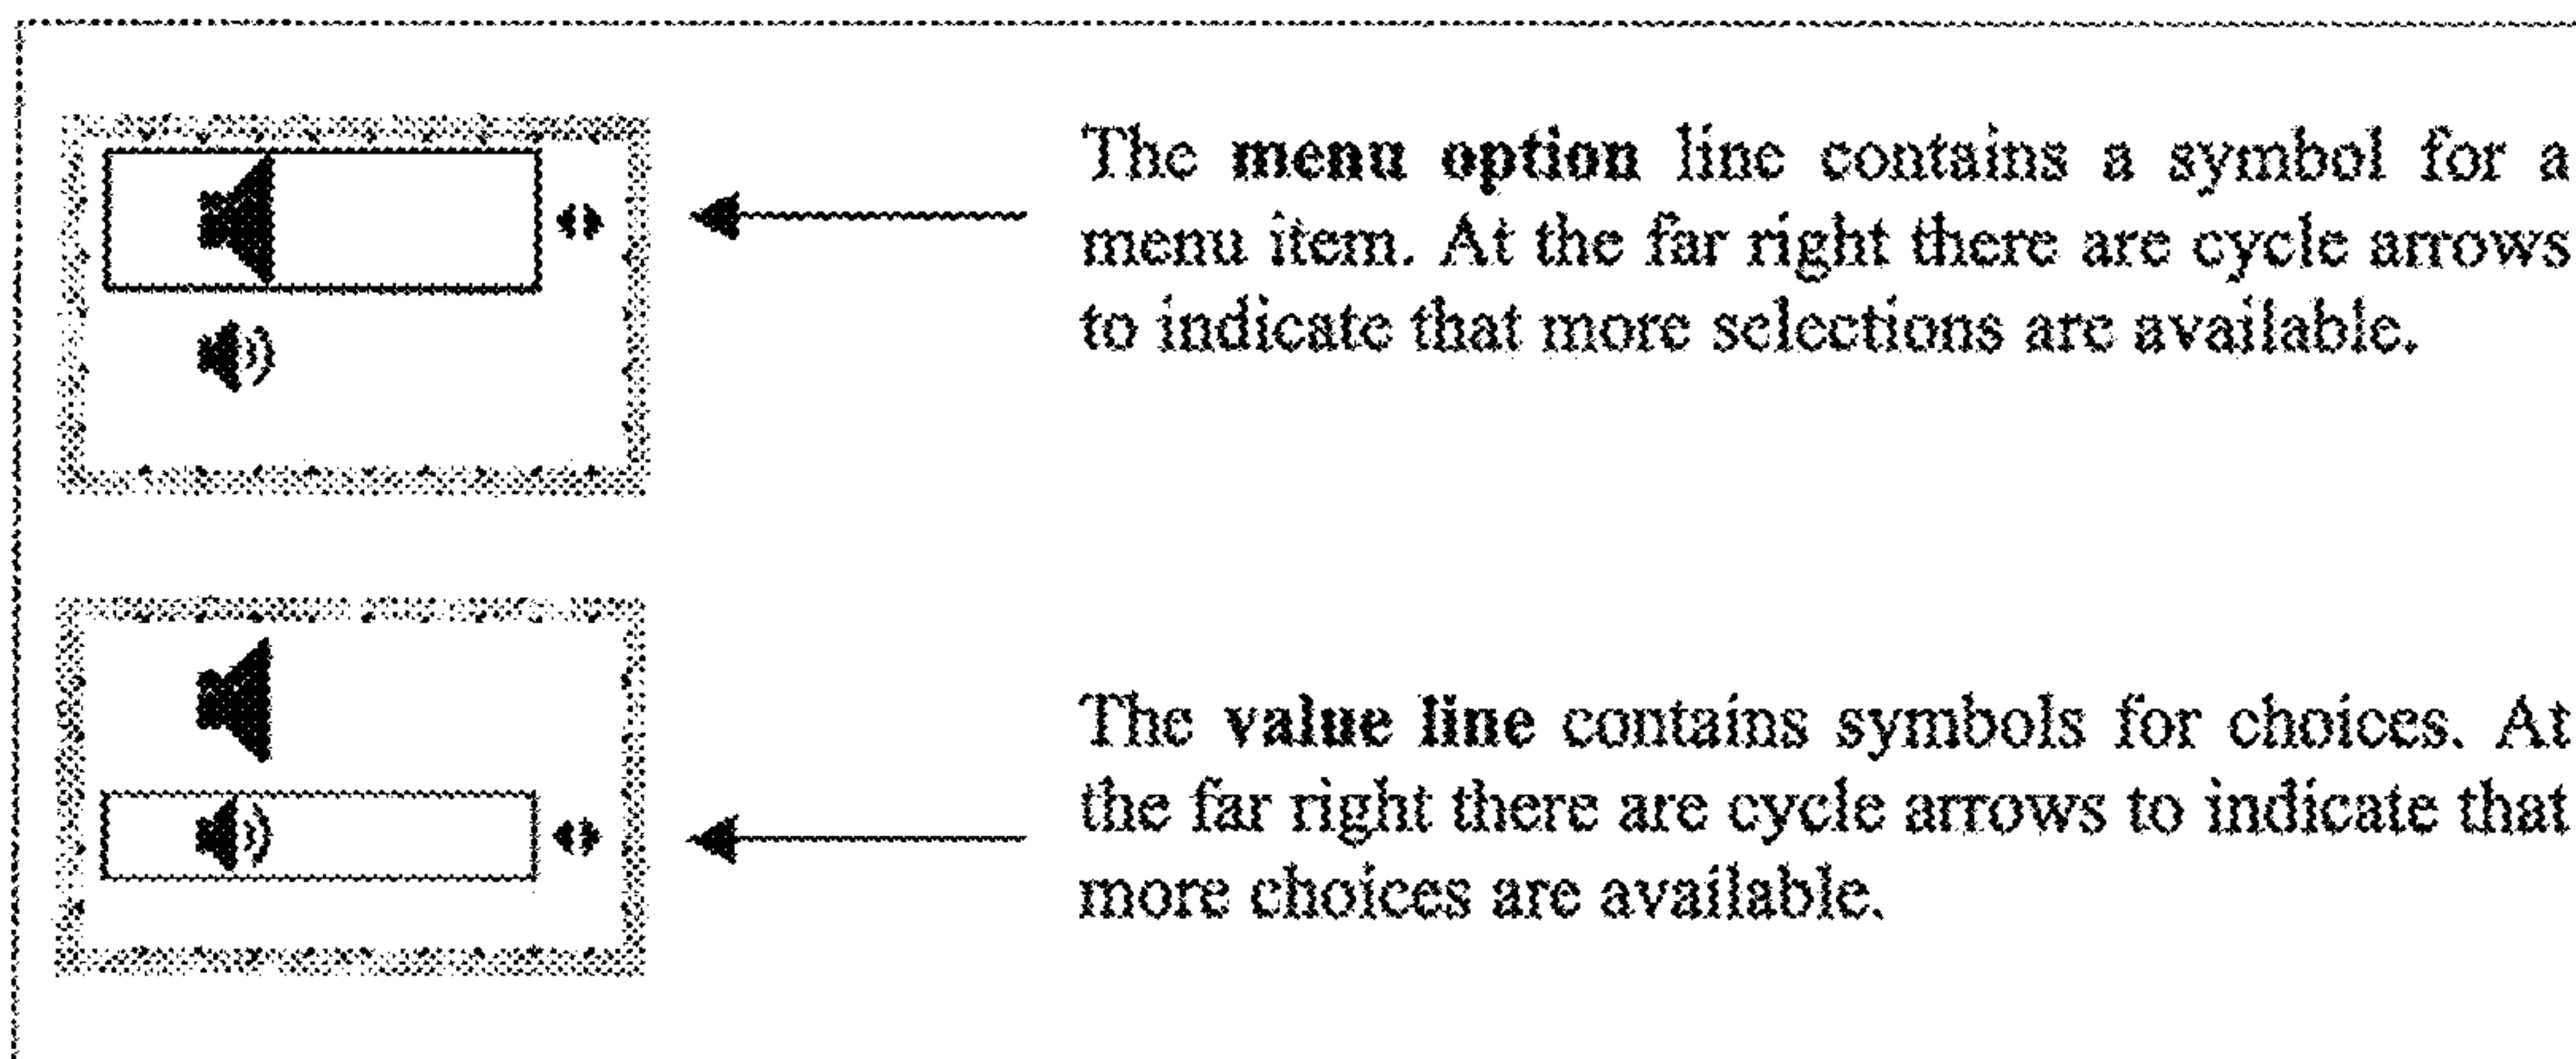 The menu option line contains a symbol for a
menu item. At the far right there are cycle arrows
to indicate that more selections are available.
The value line contains symbols for choices. At
the far right there are cycle arrows to indicate that
more choices are available.